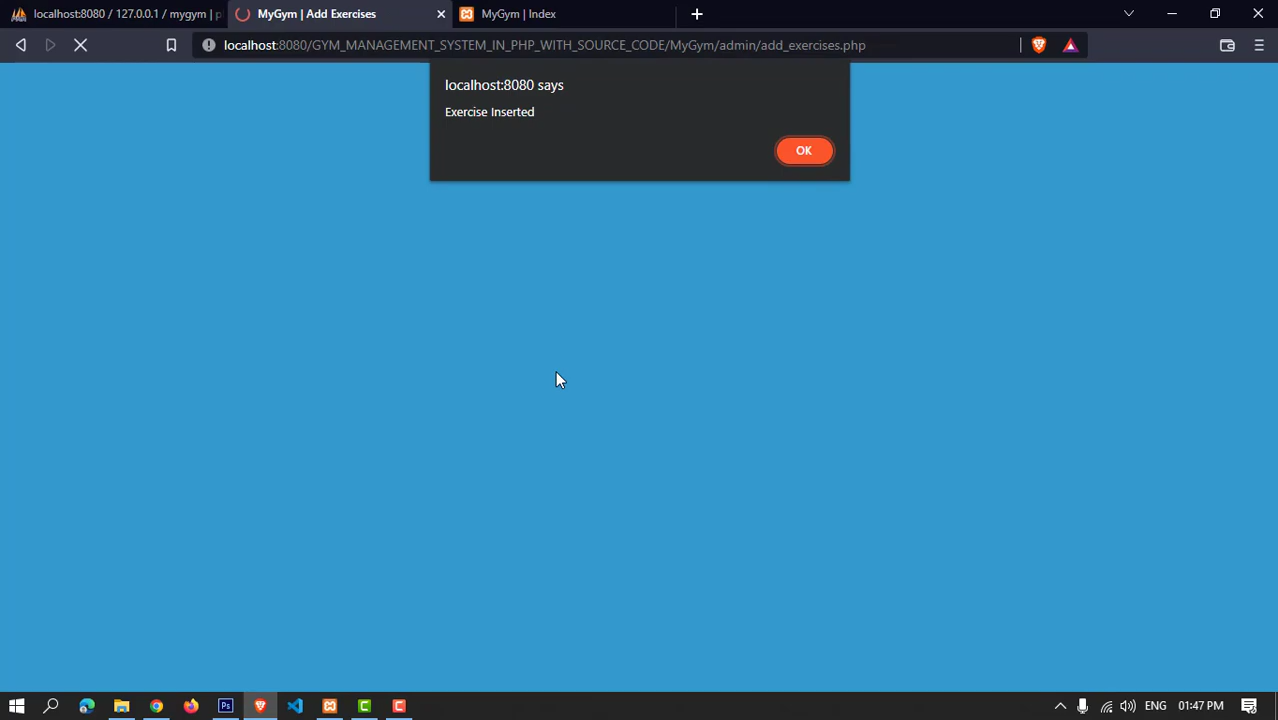 localhost:8080 / 127.0.0.1 / mygym | p
MyGym | Add Exercises
MyGym | Index
localhost:8080/GYM_MANAGEMENT_SYSTEM_IN_PHP_WITH_SOURCE_CODE/MyGym/admin/add_exercises.php
localhost:8080 says
Exercise Inserted
OK
Ps
ENG
01:47 PM